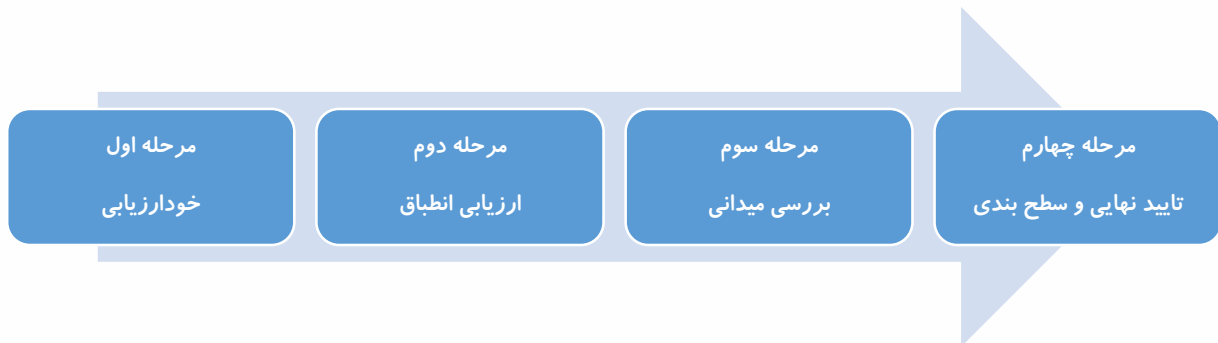 مرحله اول
خودارزیابی
مرحله دوم
ارزیابی انطباق
مرحله سوم
بررسی میدانی
مرحله چهارم
تایید نهایی و سطح بندی